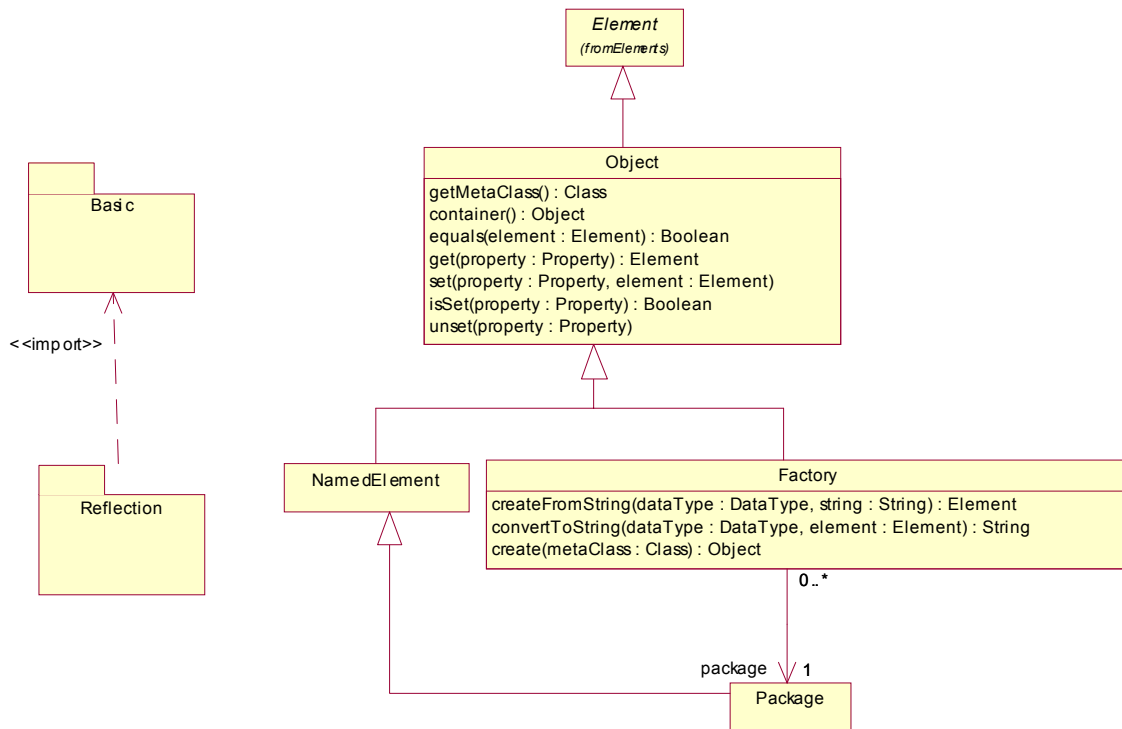 Element
(fromElements)
Object
getMetaClass() : Class
container() : Object
equals(element : Element) : Boolean
get(property : Property) : Element
set(property : Property, element : Element)
isSet(property : Property) : Boolean
unset(property : Property)
Basic
<<import>>
Reflection
NamedElement
Factory
createFromString(dataType : DataType, string : String) : Element
convertToString(dataType : DataType, element : Element) : String
create(metaClass : Class) : Object
0..*
package
1
Package